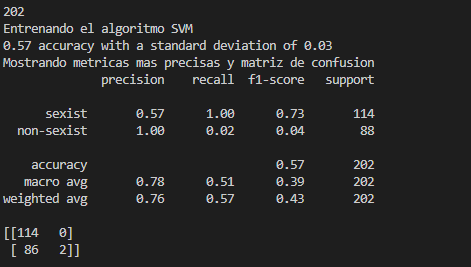 202
Entrenando el algoritmo SVM
0.57 accuracy with a standard deviation of 0.03
Mostrando metricas mas precisas y matriz de confusion
precision recall f1-score support
sexist 0.57 1.00 0.73 114
non-sexist 1.00 0.02 0.04 88
accuracy 0.57 202
macro avg 0.78 0.51 0.39 202
weighted avg 0.76 0.57 0.43 202
[[114 0]
[ 86 2]]